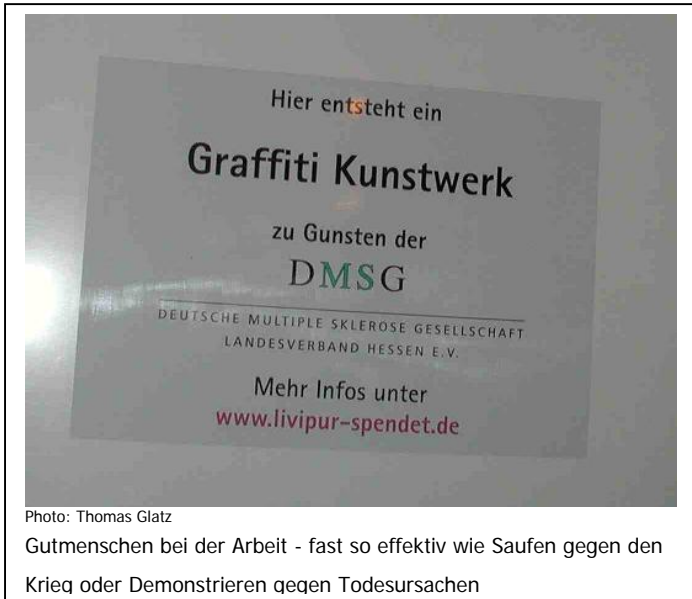 Hier entsteht ein
Graffiti Kunstwerk
zu Gunsten der
DMSG
DEUTSCHE MULTIPLE SKLEROSE GESELLSCHAFT
LANDESVERBAND HESSEN E.V.
Mehr Infos unter
www.livipur-spendet.de
Photo: Thomas Glatz
Gutmenschen bei der Arbeit - fast so effektiv wie Saufen gegen den
Krieg oder Demonstrieren gegen Todesursachen